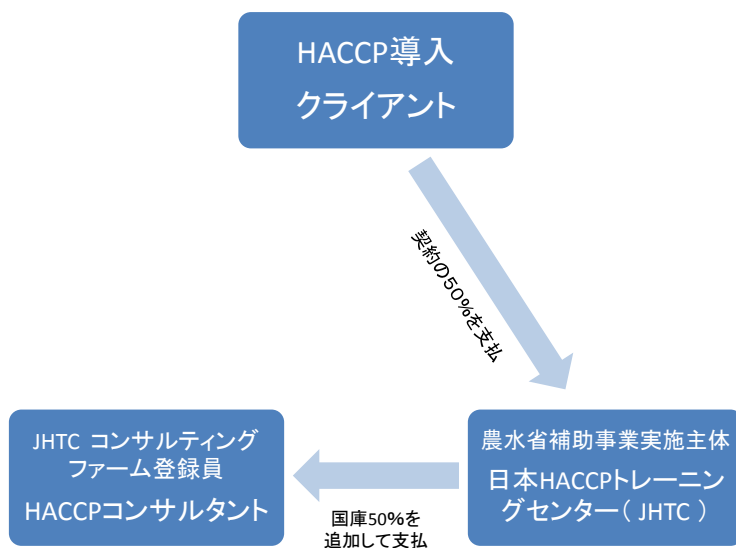 HACCP導入
クライアント
契約の50%を支払
JHTC コンサルティング
ファーム登録員
HACCPコンサルタント
国庫50%を
追加して支払
農水省補助事業実施主体
日本HACCPトレーニン
グセンター( JHTC )